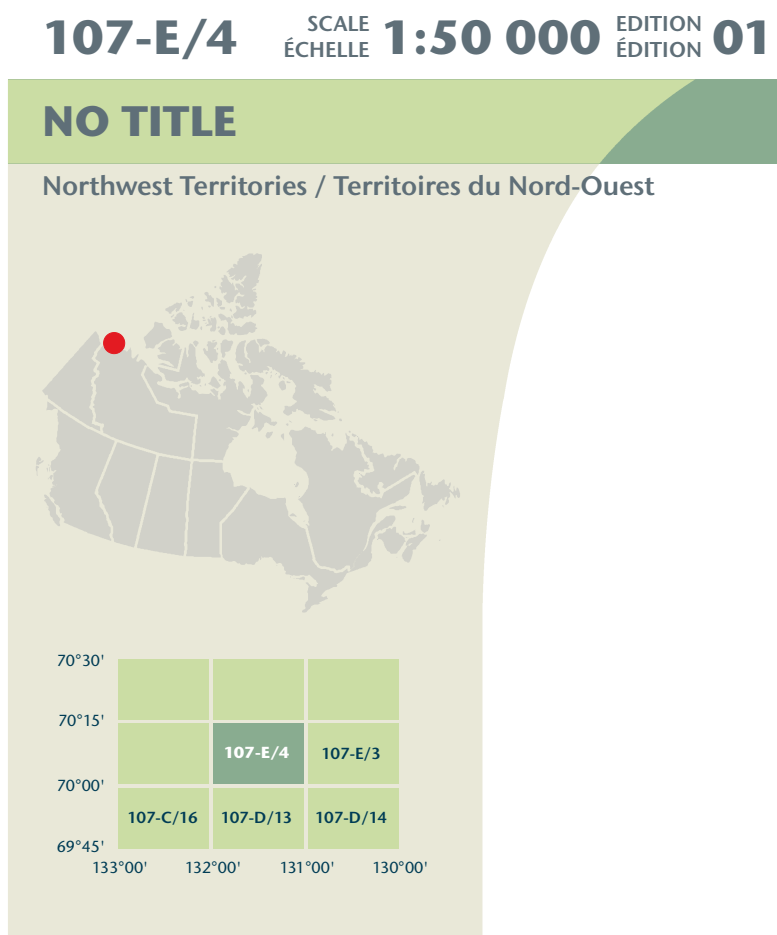 107-E/4 SCALE ÉCHELLE 1:50 000 EDITION ÉDITION 01
NO TITLE
Northwest Territories / Territoires du Nord-Ouest
70°30'
70°15'
107-E/4 107-E/3
70°00'
107-C/16 107-D/13 107-D/14
69°45'
133°00' 132°00' 131°00' 130°00'